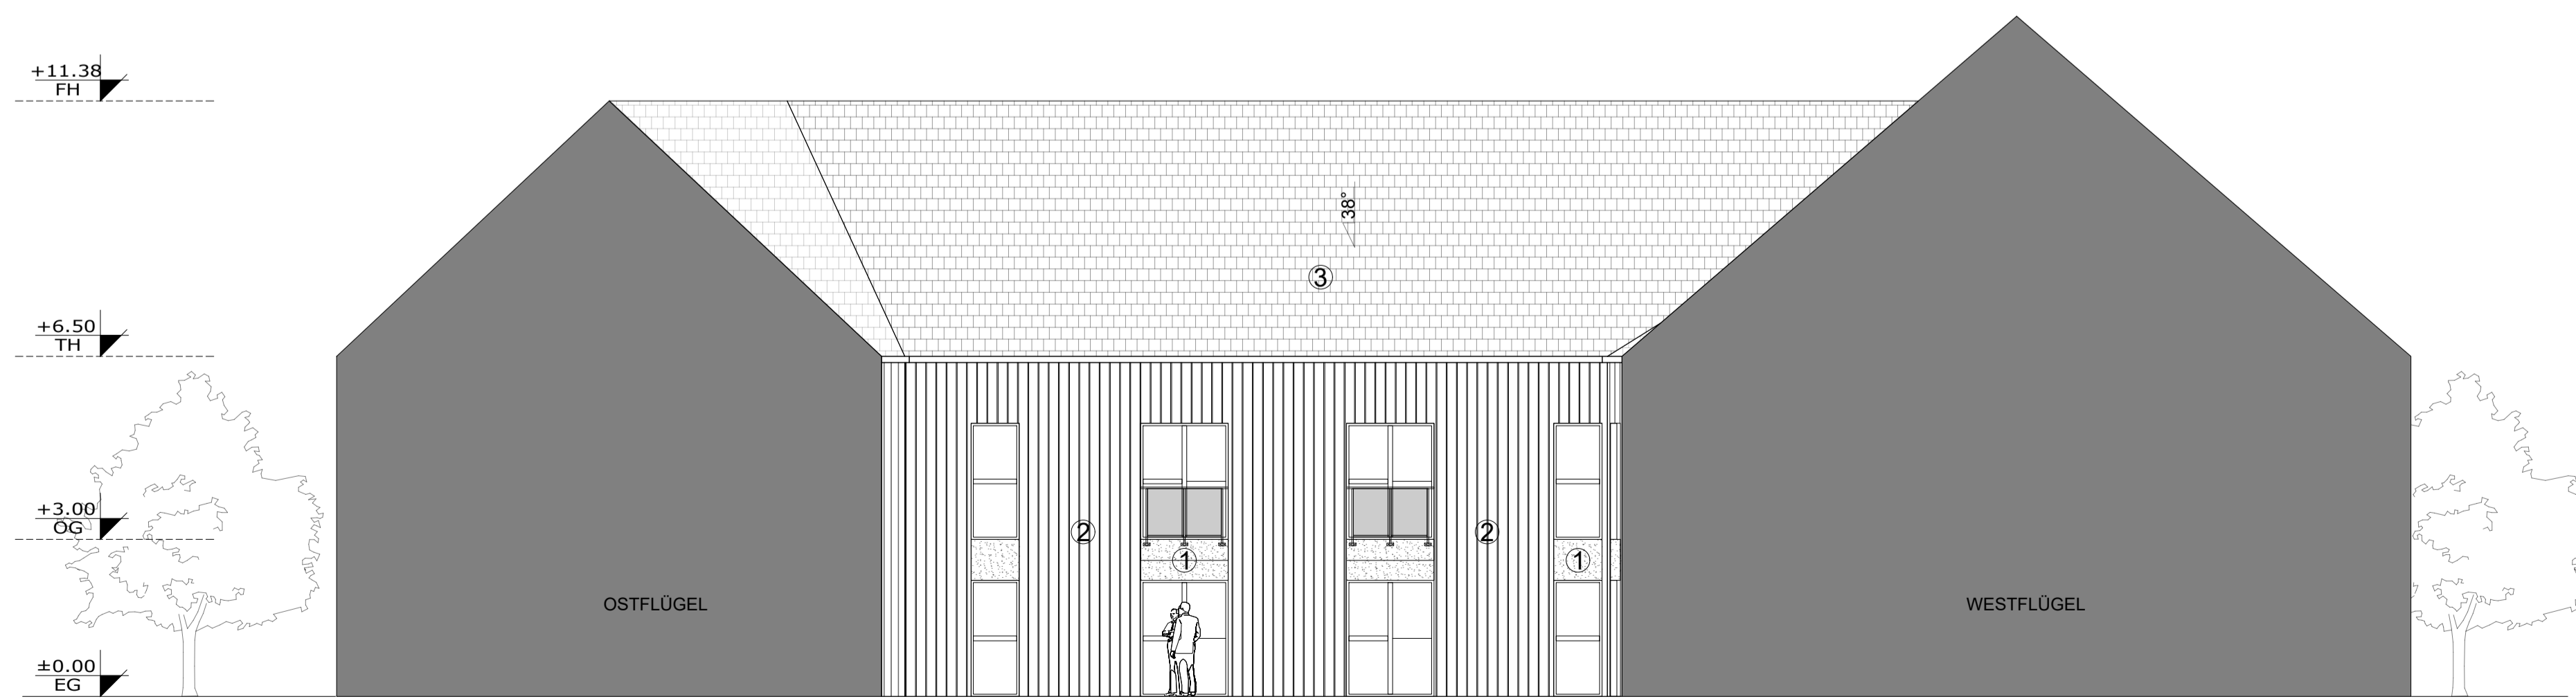 +11.38
FH
38°
③
+6.50
TH
+3.00
OG
②
②
①
①
OSTFLÜGEL
WESTFLÜGEL
±0.00
EG